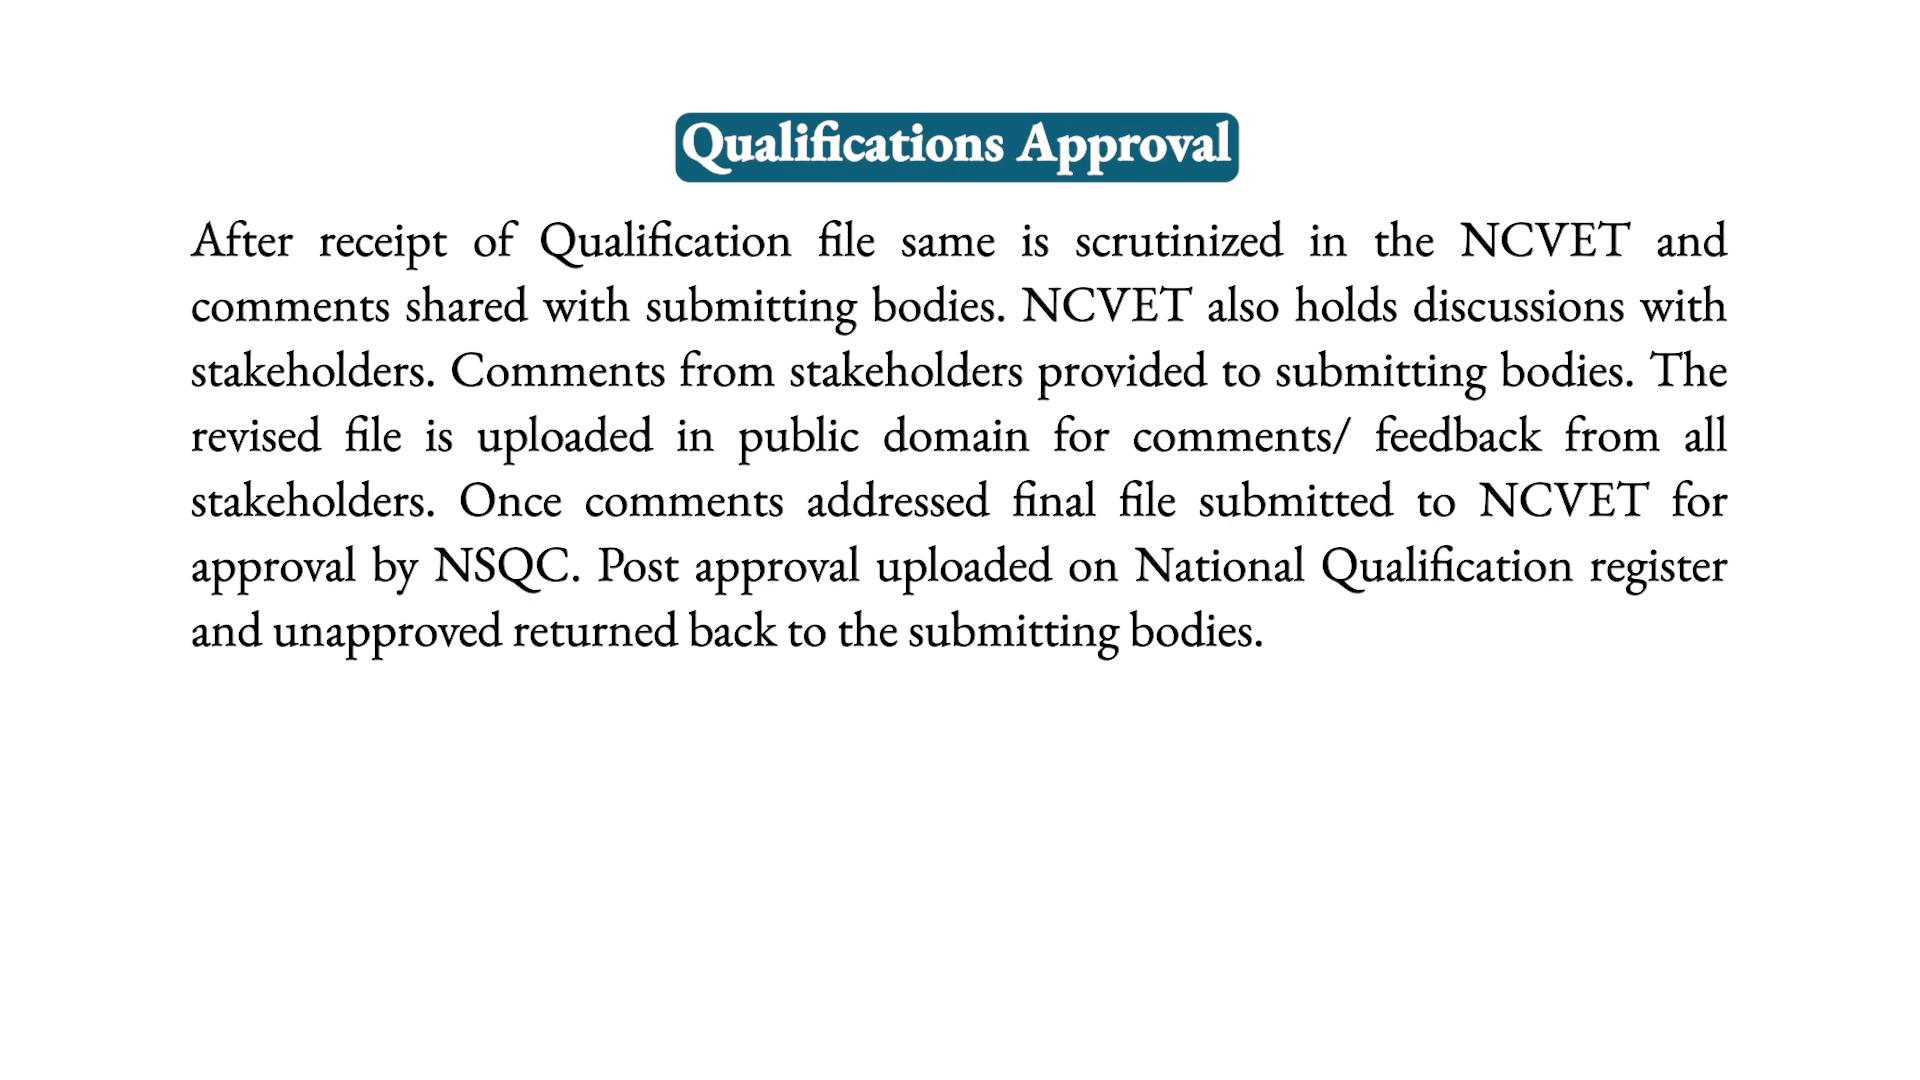 Qualifications Approval
After receipt of Qualification file same is scrutinized in the NCVET and
comments shared with submitting bodies. NCVET also holds discussions with
stakeholders. Comments from stakeholders provided to submitting bodies. The
revised file is uploaded in public domain for comments/ feedback from all
stakeholders. Once comments addressed final file submitted to NCVET for
approval by NSQC. Post approval uploaded on National Qualification register
and unapproved returned back to the submitting bodies.